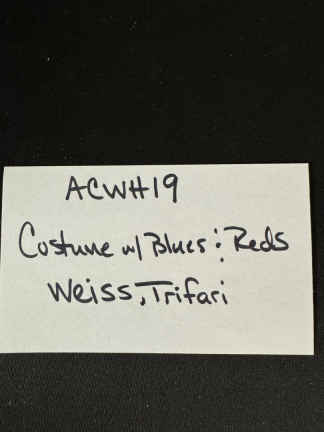 ACWH19
Costume w/ Blues : Reds
Weiss, Trifari